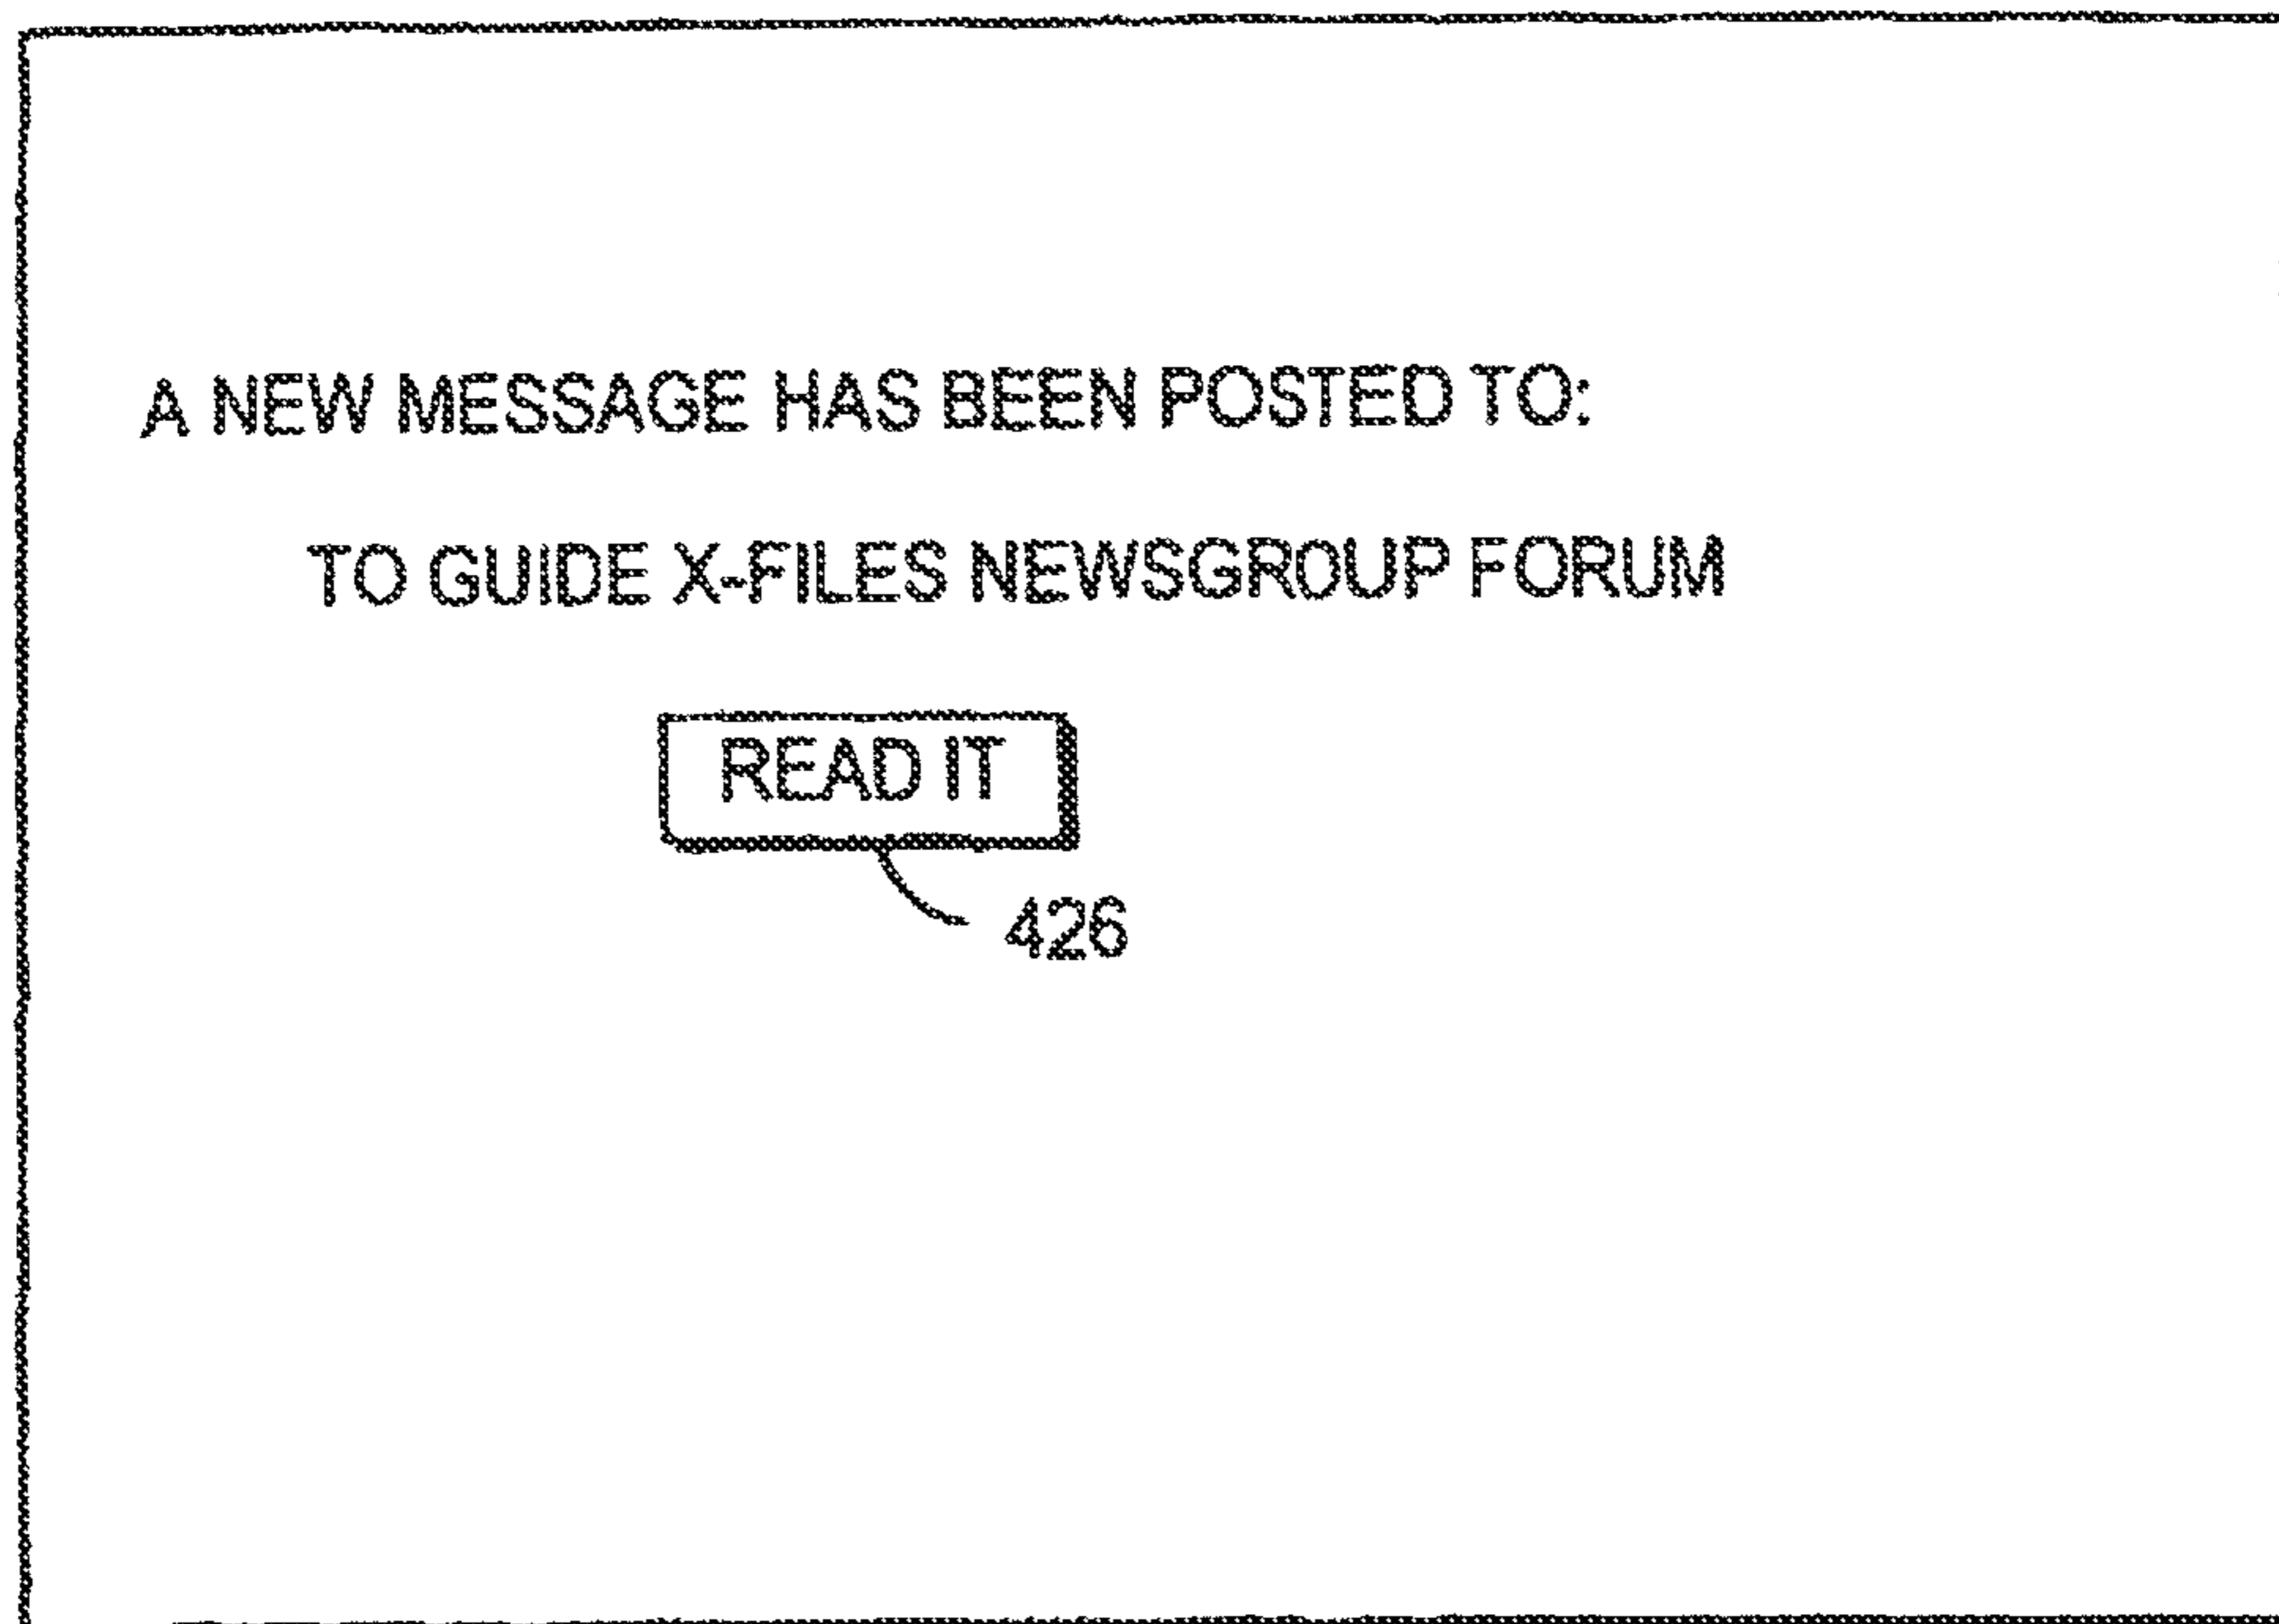 A NEW MESSAGE HAS BEEN POSTED TO:
TO GUIDE X-FILES NEWSGROUP FORUM
READ IT
426